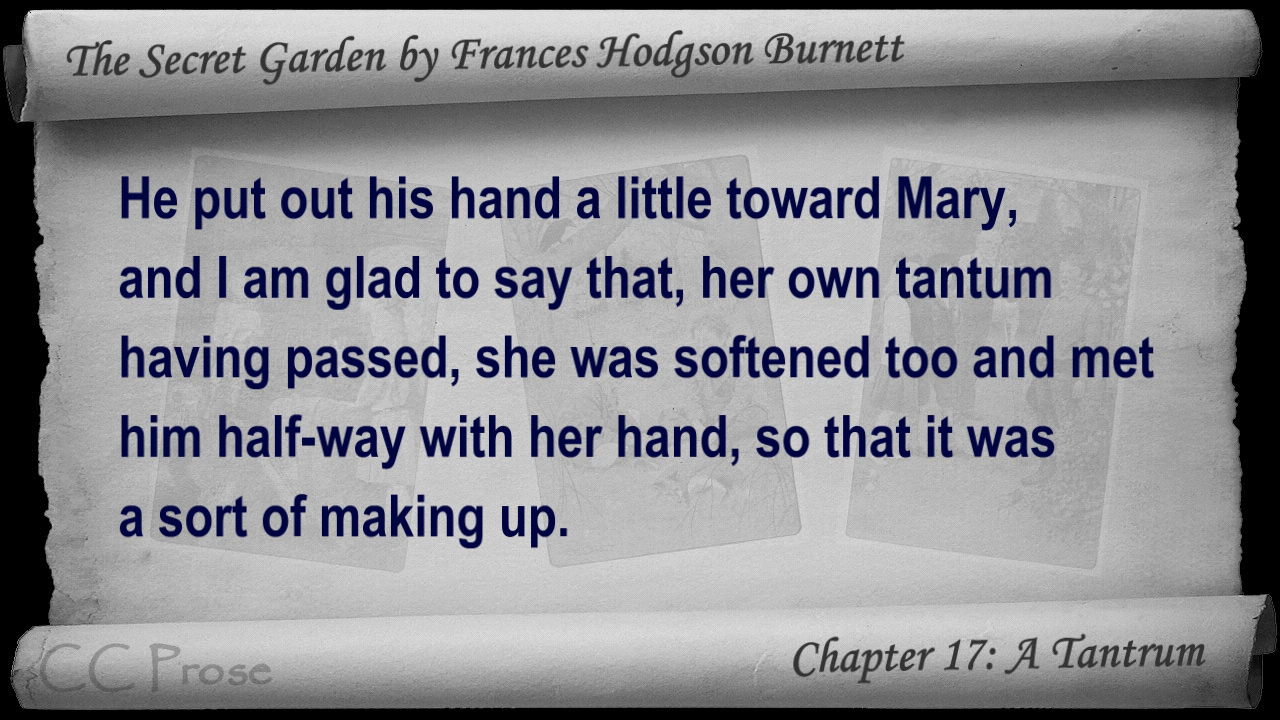 The Secret Garden by Frances Hodgson Burnett
He put out his hand a little toward Mary,
and I am glad to say that, her own tantum
having passed, she was softened too and met
him half-way with her hand, so that it was
a sort of making up.
CC Prose
Chapter 17: A Tantrum